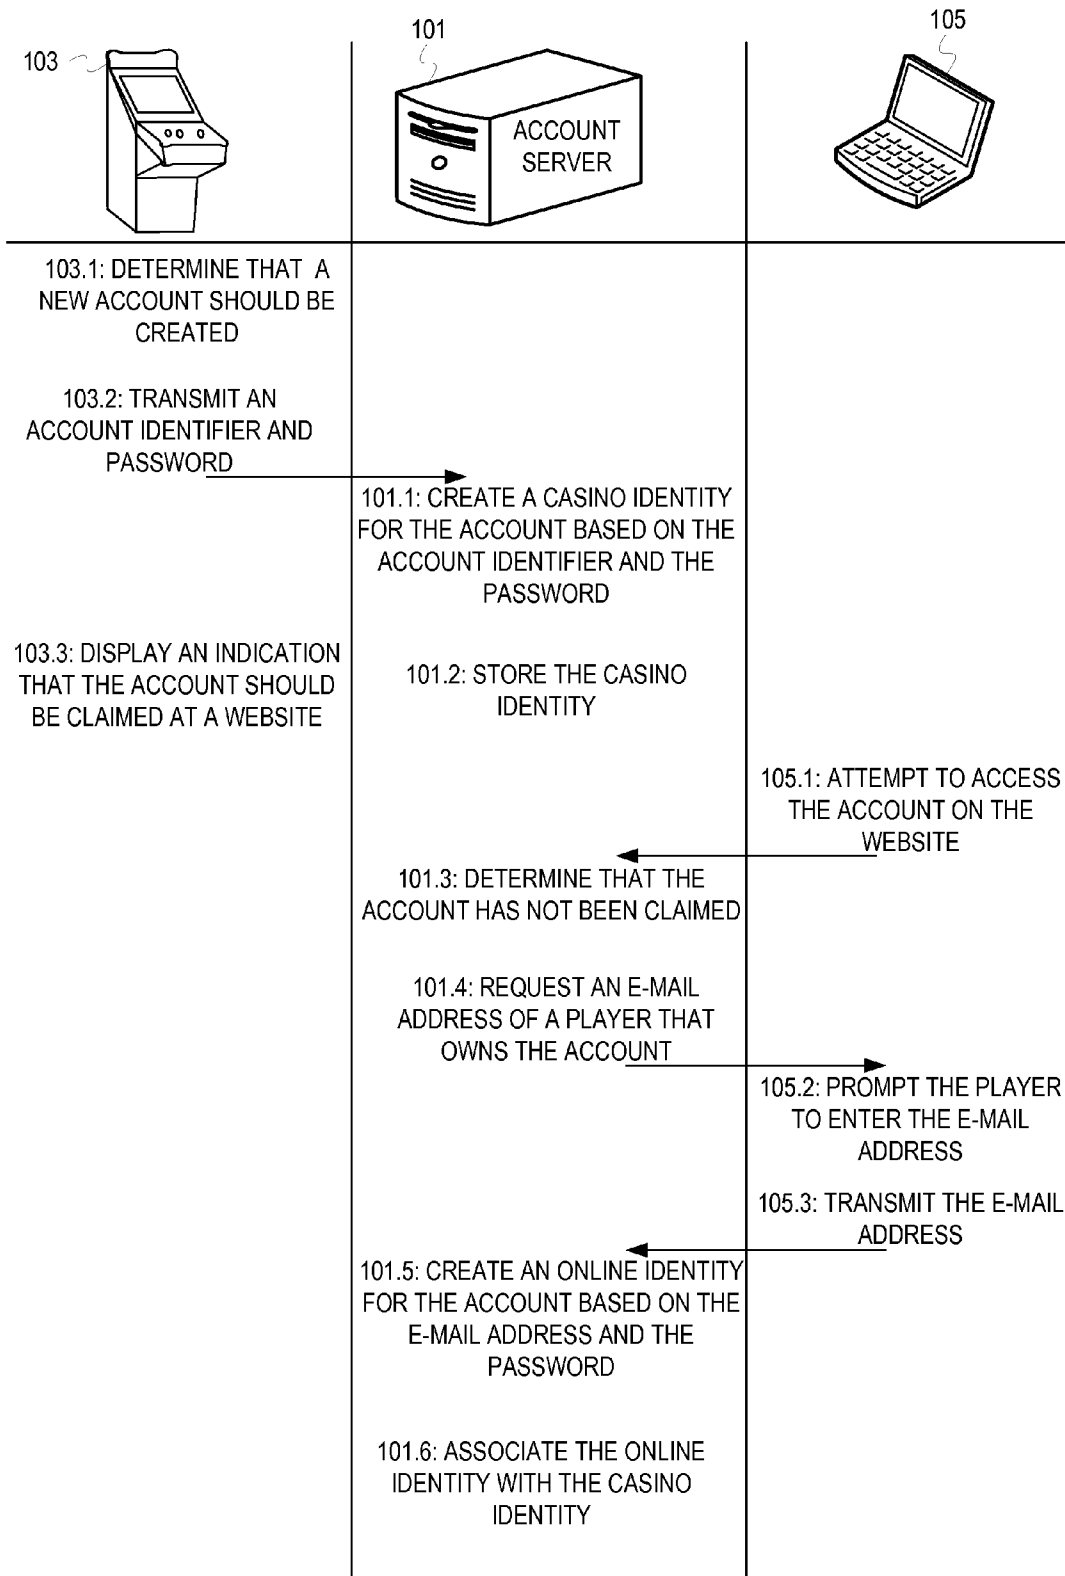 103
101
105
ACCOUNT
SERVER
103.1: DETERMINE THAT A
NEW ACCOUNT SHOULD BE
CREATED
103.2: TRANSMIT AN
ACCOUNT IDENTIFIER AND
PASSWORD
101.1: CREATE A CASINO IDENTITY
FOR THE ACCOUNT BASED ON THE
ACCOUNT IDENTIFIER AND THE
PASSWORD
103.3: DISPLAY AN INDICATION
THAT THE ACCOUNT SHOULD
BE CLAIMED AT A WEBSITE
101.2: STORE THE CASINO
IDENTITY
105.1: ATTEMPT TO ACCESS
THE ACCOUNT ON THE
WEBSITE
101.3: DETERMINE THAT THE
ACCOUNT HAS NOT BEEN CLAIMED
101.4: REQUEST AN E-MAIL
ADDRESS OF A PLAYER THAT
OWNS THE ACCOUNT
105.2: PROMPT THE PLAYER
TO ENTER THE E-MAIL
ADDRESS
105.3: TRANSMIT THE E-MAIL
ADDRESS
101.5: CREATE AN ONLINE IDENTITY
FOR THE ACCOUNT BASED ON THE
E-MAIL ADDRESS AND THE
PASSWORD
101.6: ASSOCIATE THE ONLINE
IDENTITY WITH THE CASINO
IDENTITY